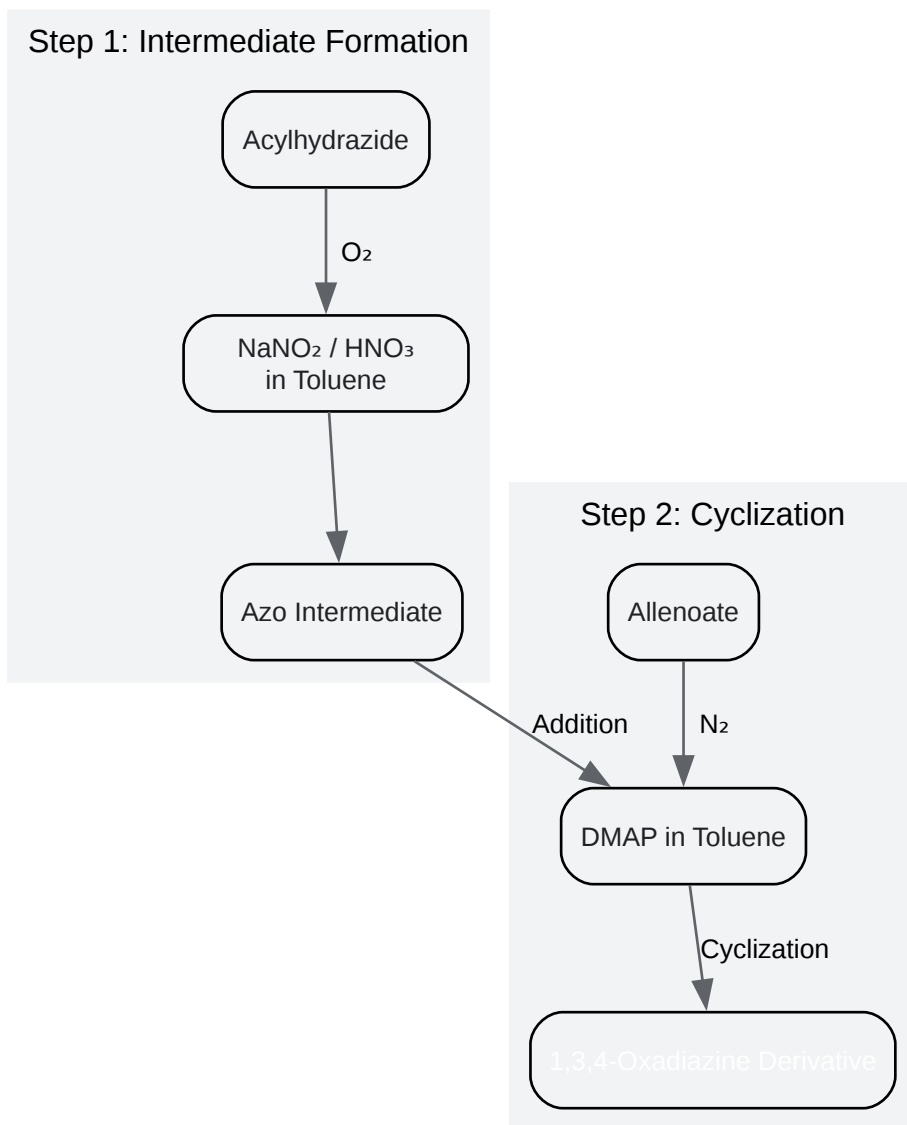 Step 1: Intermediate Formation
Acylhydrazide
O₂
NaNO₂ / HNO₃
in Toluene
Azo Intermediate
Step 2: Cyclization
Allenoate
Addition
N₂
DMAP in Toluene
Cyclization
1,3,4-Oxadiazine Derivative